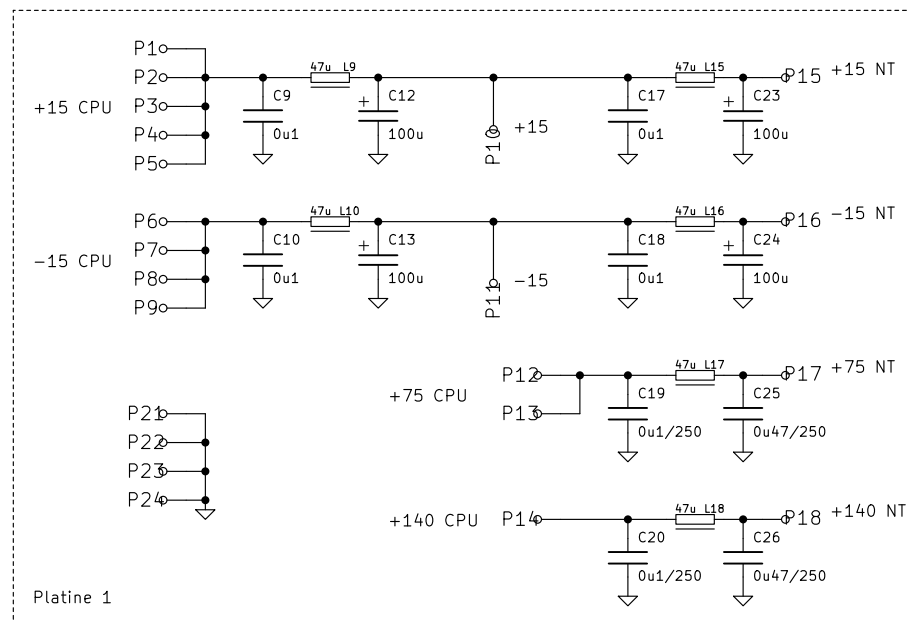 P1
47u L9
47u L15
P15 +15 NT
P2
C9
C12
C17
C23
+15 CPU
P3
+
+15
+
P4
0u1
100u
P10
0u1
100u
P5
P6
47u L10
47u L16
P16 -15 NT
P7
C10
C13
C18
C24
-15 CPU
P8
+
-15
+
0u1
100u
P11
0u1
100u
P9
P12
47u L17
P17 +75 NT
+75 CPU
C19
C25
P21
P13
0u1/250
0u47/250
P22
P23
P24
+140 CPU
P14
47u L18
P18 +140 NT
C20
C26
0u1/250
0u47/250
Platine 1